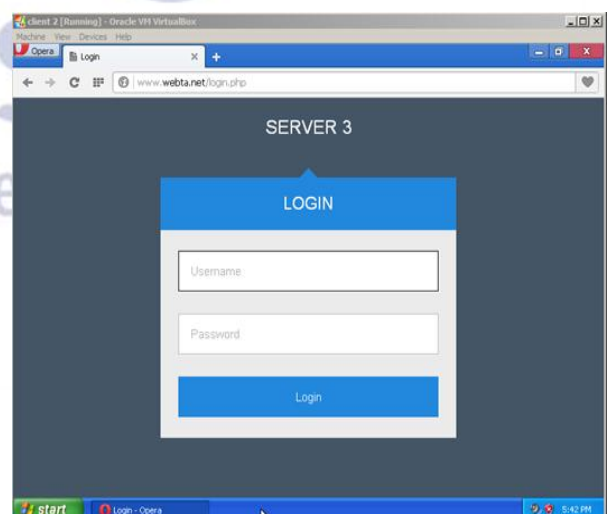 client 2 [Running] - Oracle VM VirtualBox
Machine View Devices Help
Opera Login
www.webta.net/login.php
SERVER 3
LOGIN
Username
Password
Login
start Login - Opera 5:42 PM